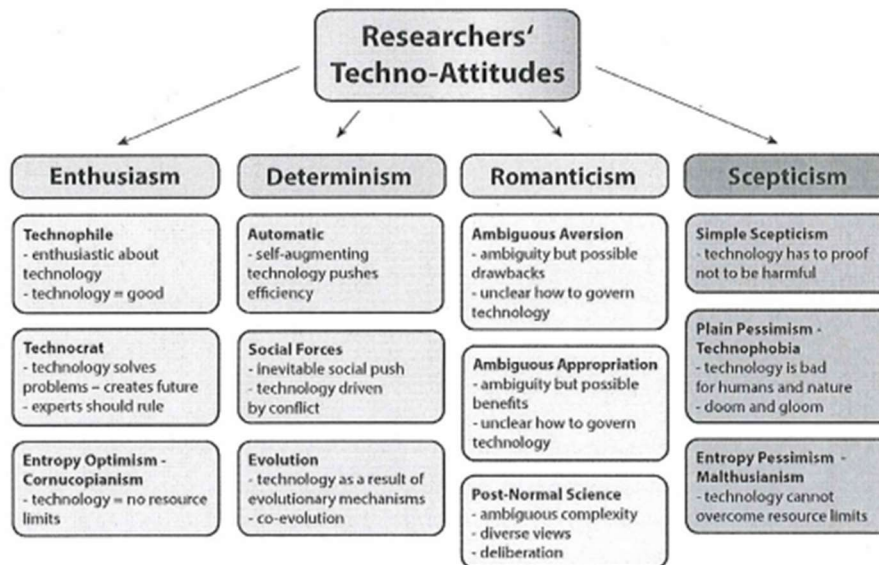 Researchers'
Techno-Attitudes
Enthusiasm
Technophile
- enthusiastic about
technology
- technology = good
Technocrat
- technology solves
problems – creates future
- experts should rule
Entropy Optimism -
Cornucopianism
- technology = no resource
limits
Determinism
Automatic
- self-augmenting
technology pushes
efficiency
Social Forces
- inevitable social push
- technology driven
by conflict
Evolution
- technology as a result of
evolutionary mechanisms
- co-evolution
Romanticism
Ambiguous Aversion
- ambiguity but possible
drawbacks
- unclear how to govern
technology
Ambiguous Appropriation
- ambiguity but possible
benefits
- unclear how to govern
technology
Post-Normal Science
- ambiguous complexity
- diverse views
- deliberation
Scepticism
Simple Scepticism
- technology has to proof
not to be harmful
Plain Pessimism -
Technophobia
- technology is bad
for humans and nature
- doom and gloom
Entropy Pessimism -
Malthusianism
- technology cannot
overcome resource limits